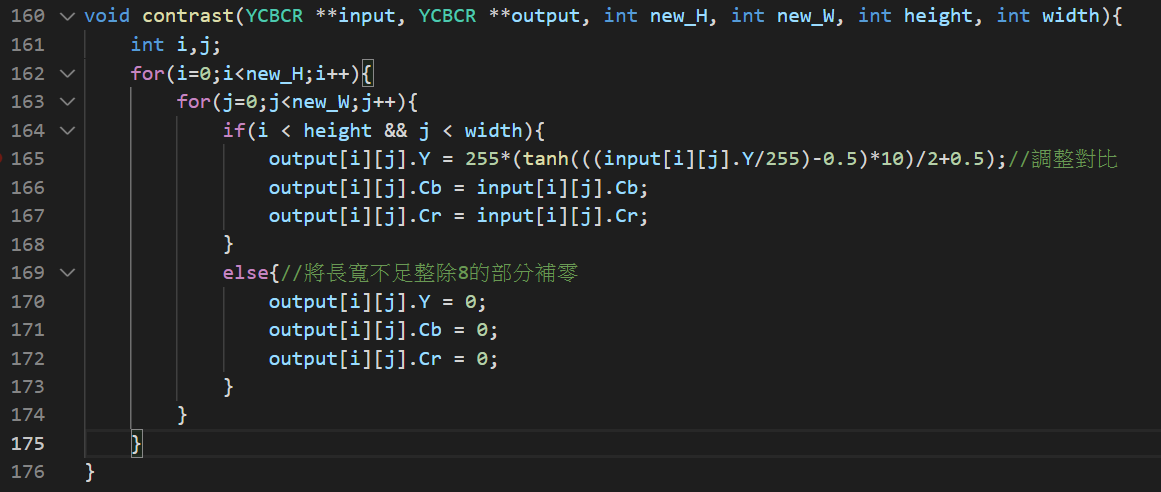 160 void contrast(YCBCR **input, YCBCR **output, int new_H, int new_W, int height, int width){
161 int i,j;
162 for(i=0;i<new_H;i++){
163 for(j=0;j<new_W;j++){
164 if(i < height && j < width){
165 output[i][j].Y = 255*(tanh(((input[i][j].Y/255)-0.5)*10)/2+0.5);//調整對比
166 output[i][j].Cb = input[i][j].Cb;
167 output[i][j].Cr = input[i][j].Cr;
168 }
169 else{//將長寬不足整除8的部分補零
170 output[i][j].Y = 0;
171 output[i][j].Cb = 0;
172 output[i][j].Cr = 0;
173 }
174 }
175 }
176 }